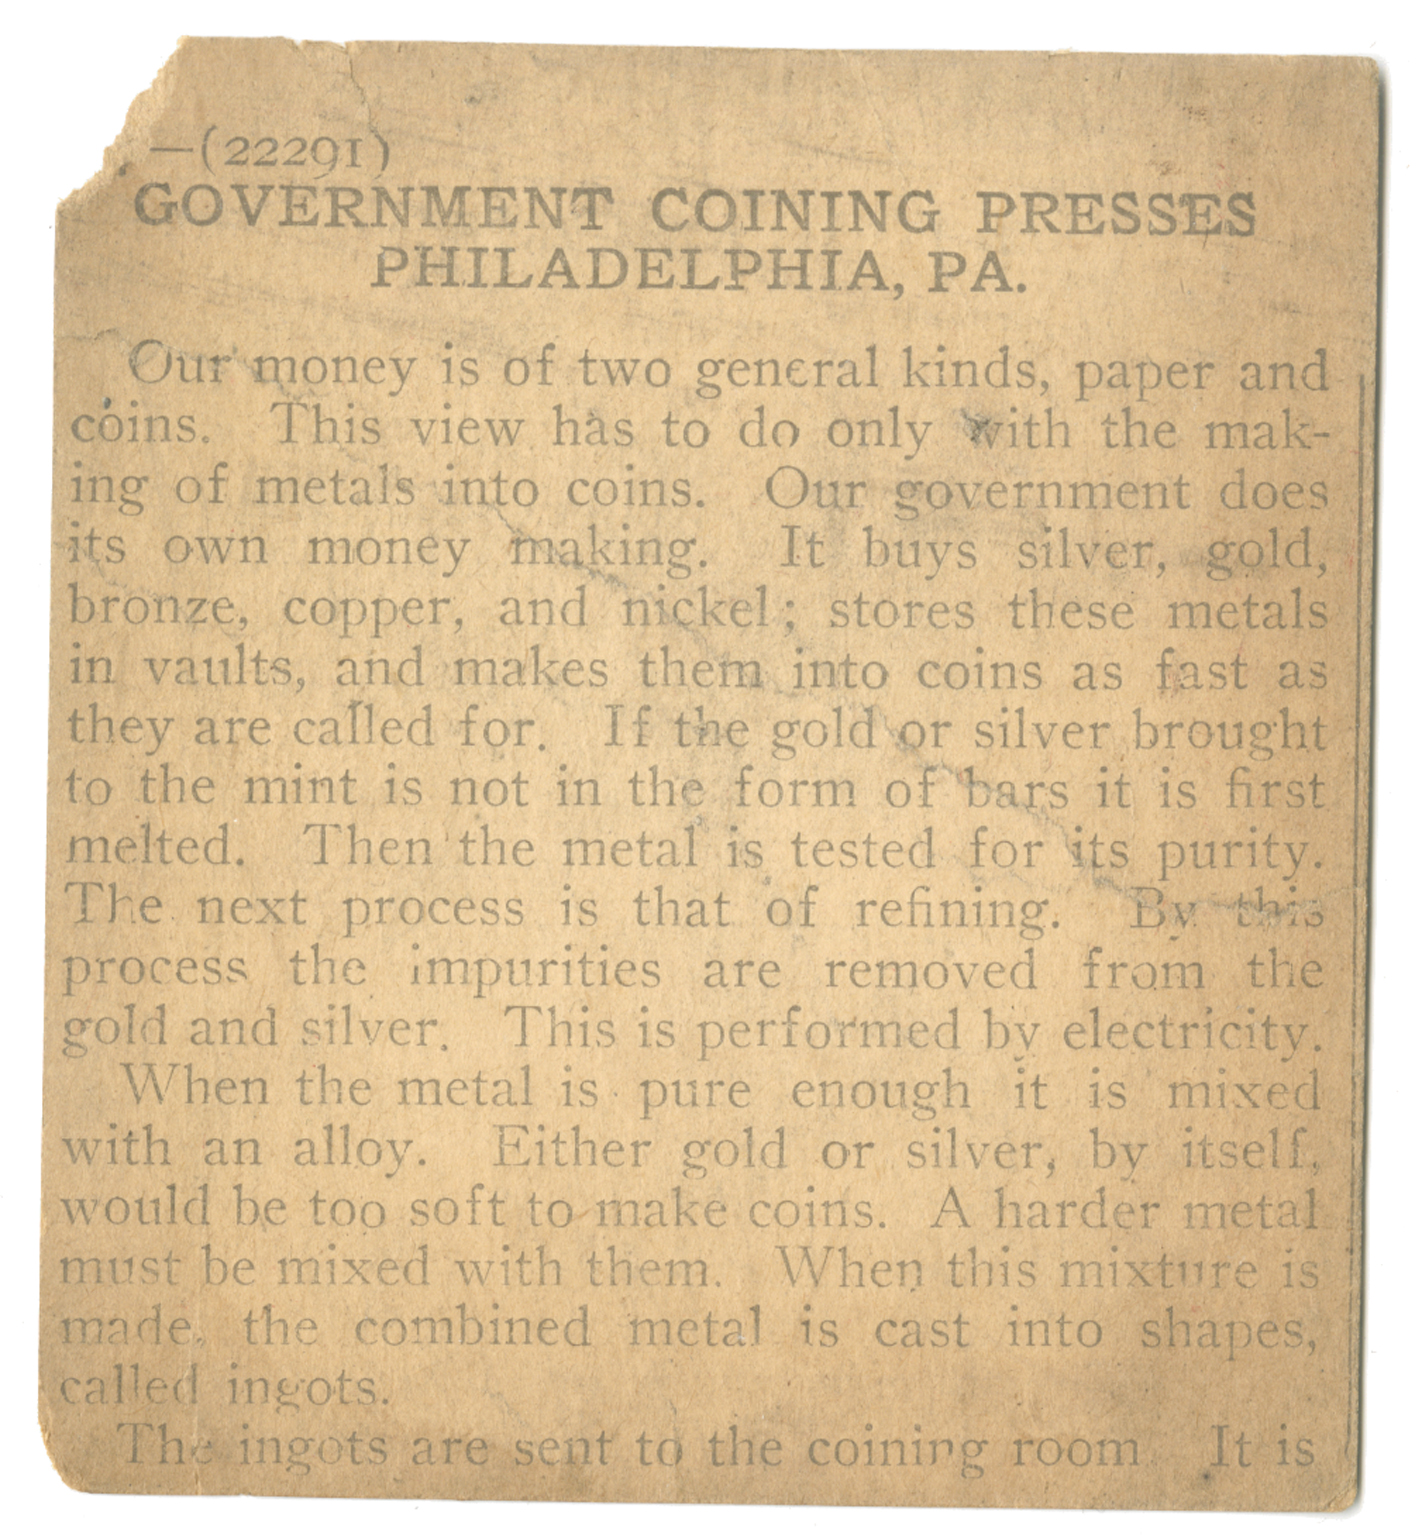 —(22291)
GOVERNMENT COINING PRESSES
PHILADELPHIA, PA.
Our money is of two general kinds, paper and
coins. This view has to do only with the mak-
ing of metals into coins. Our government does
its own money making. It buys silver, gold,
bronze, copper, and nickel; stores these metals
in vaults, and makes them into coins as fast as
they are called for. If the gold or silver brought
to the mint is not in the form of bars it is first
melted. Then the metal is tested for its purity.
The next process is that of refining. By this
process the impurities are removed from the
gold and silver. This is performed by electricity.
When the metal is pure enough it is mixed
with an alloy. Either gold or silver, by itself,
would be too soft to make coins. A harder metal
must be mixed with them. When this mixture is
made, the combined metal is cast into shapes,
called ingots.
The ingots are sent to the coining room It is